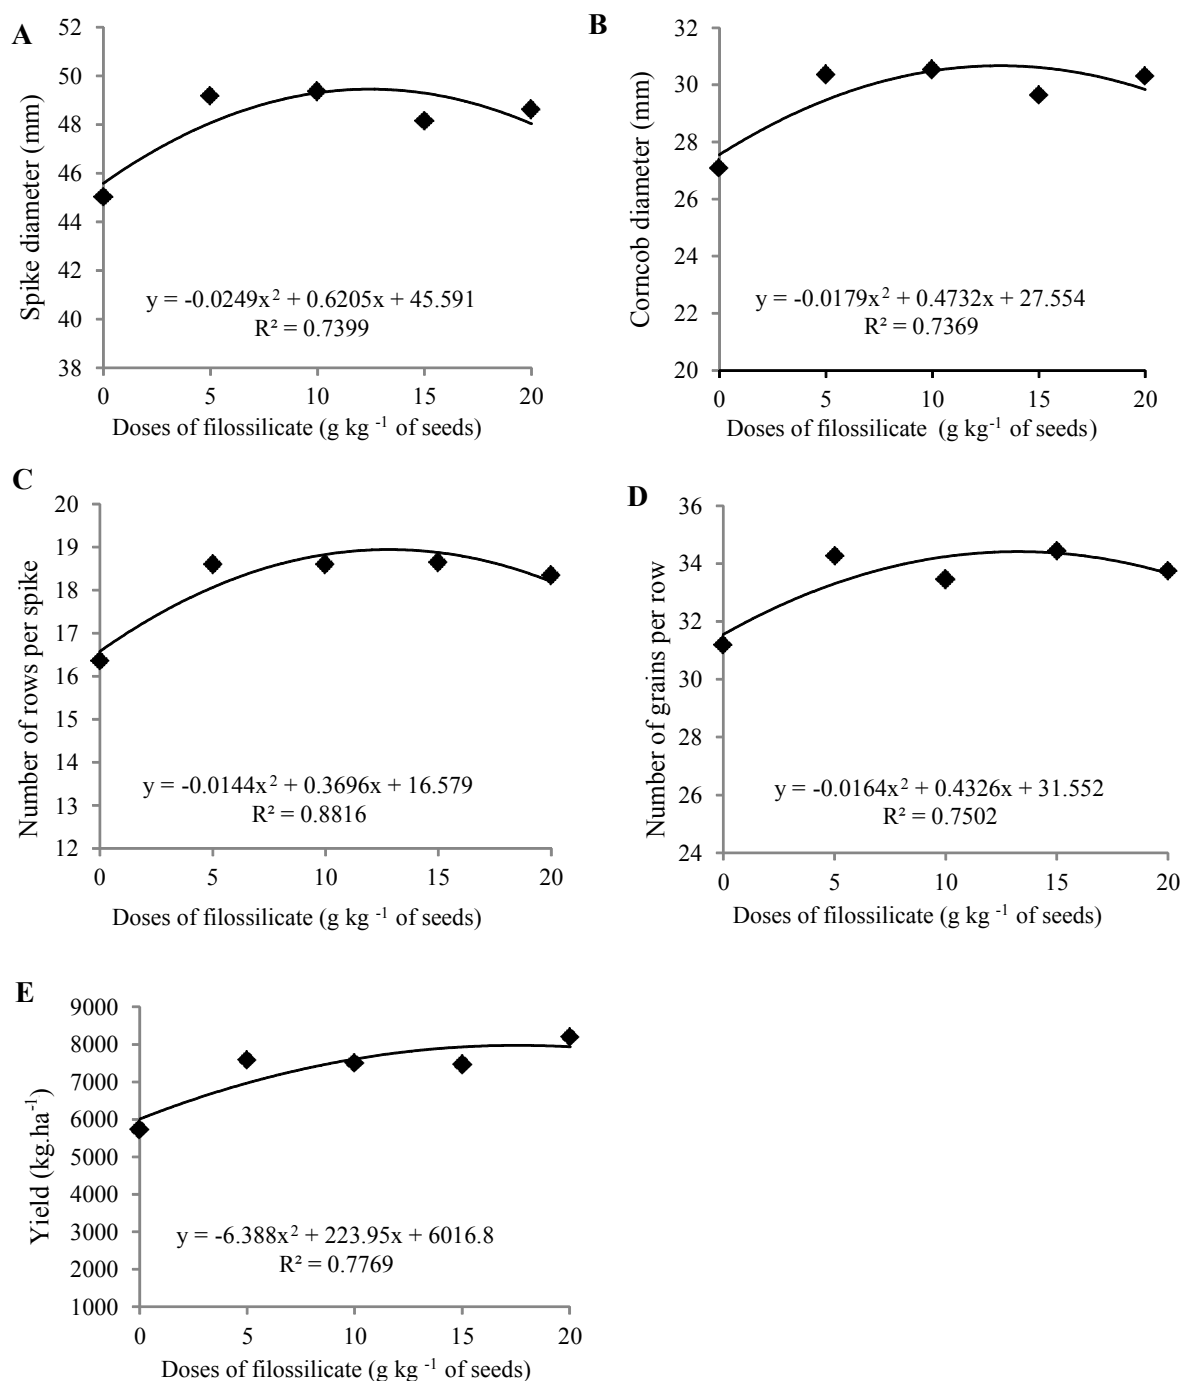 A
Spike diameter (mm)
52
50
48
46
44
42
40
38
y = -0.0249x² + 0.6205x + 45.591
R² = 0.7399
0 5 10 15 20
Doses of filossilicate (g kg ⁻¹ of seeds)
B
Corncob diameter (mm)
32
30
28
26
24
22
20
y = -0.0179x² + 0.4732x + 27.554
R² = 0.7369
0 5 10 15 20
Doses of filossilicate (g kg⁻¹ of seeds)
C
Number of rows per spike
20
19
18
17
16
15
14
13
12
y = -0.0144x² + 0.3696x + 16.579
R² = 0.8816
0 5 10 15 20
Doses of filossilicate (g kg ⁻¹ of seeds)
D
Number of grains per row
36
34
32
30
28
26
24
y = -0.0164x² + 0.4326x + 31.552
R² = 0.7502
0 5 10 15 20
Doses of filossilicate (g kg ⁻¹ of seeds)
E
Yield (kg.ha⁻¹)
9000
8000
7000
6000
5000
4000
3000
2000
1000
y = -6.388x² + 223.95x + 6016.8
R² = 0.7769
0 5 10 15 20
Doses of filossilicate (g kg ⁻¹ of seeds)